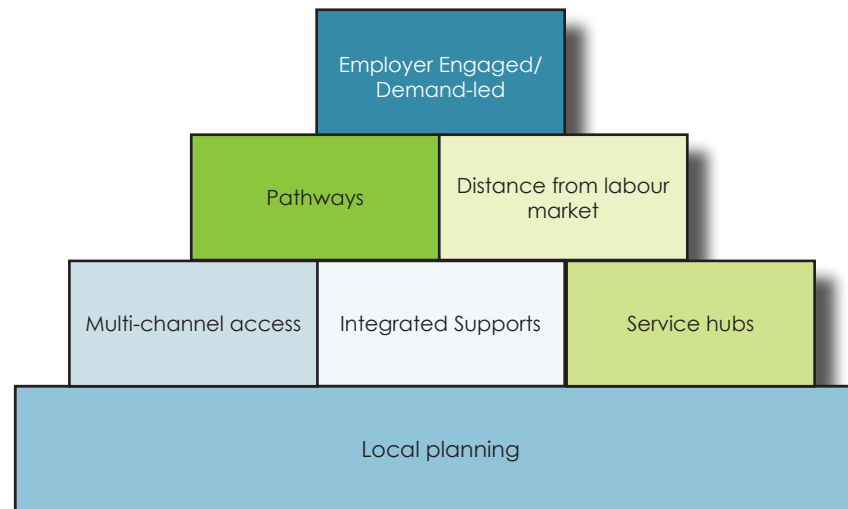 Employer Engaged/
Demand-led
Pathways
Distance from labour
market
Multi-channel access
Integrated Supports
Service hubs
Local planning